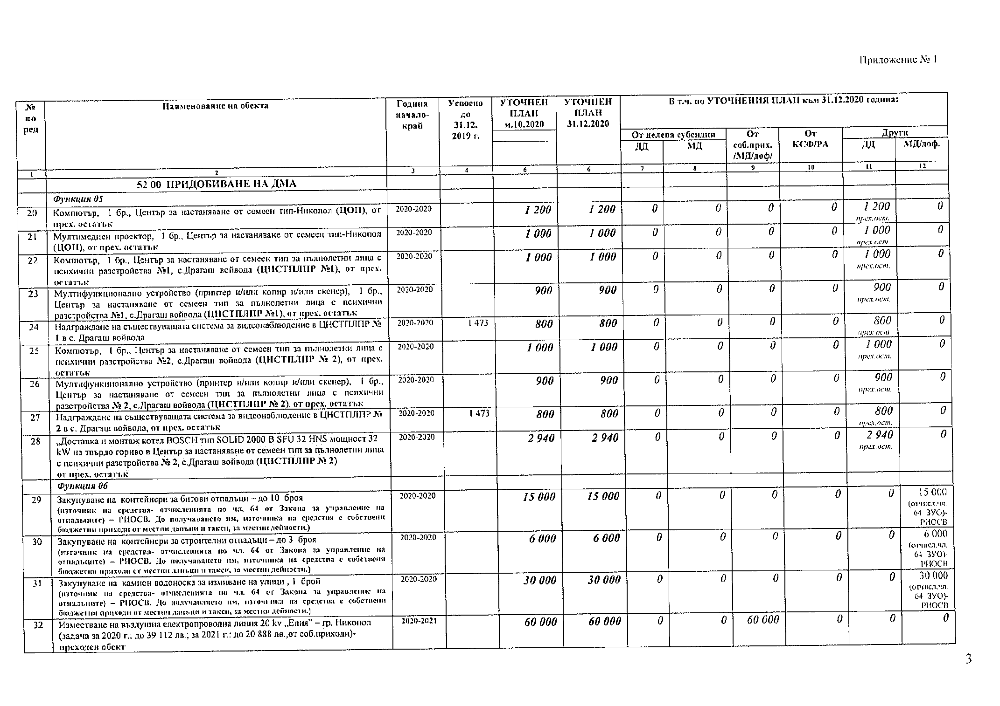 Приложение № 1
№ по ред
Наименование на обекта
Година начало-край
Усвоено до 31.12. 2019 г.
УТОЧНЕН ПЛАН м.10.2020
УТОЧНЕН ПЛАН 31.12.2020
В т.ч. по УТОЧНЕНИЯ ПЛАН към 31.12.2020 година:
От целева субсидия
От соб.прих. /МД/доф/
От КСФ/РА
Други
ДД МД ДД МД/доф.
1 2 3 4 6 6 7 8 9 10 11 12
52 00 ПРИДОБИВАНЕ НА ДМА
Функция 05
20 Компютър, 1 бр., Център за настаняване от семеен тип-Никопол (ЦОП), от 2020-2020 1 200 1 200 0 0 0 0 1 200 0
прех. остатък прех.ост.
21 Мултимедиен проектор, 1 бр., Център за настаняване от семеен тип-Никопол 2020-2020 1 000 1 000 0 0 0 0 1 000 0
(ЦОП), от прех. остатък прех.ост.
22 Компютър, 1 бр., Център за настаняване от семеен тип за пълнолетни лица с 2020-2020 1 000 1 000 0 0 0 0 1 000 0
психични разстройства №1, с.Драгаш войвода (ЦНСТПЛПР №1), от прех. прех.ост.
остатък
23 Мултифункционално устройство (принтер и/или копир и/или скенер), 1 бр., 2020-2020 900 900 0 0 0 0 900 0
Център за настаняване от семеен тип за пълнолетни лица с психични прех.ост.
разстройства №1, с.Драгаш войвода (ЦНСТПЛПР №1), от прех. остатък
24 Надграждане на съществуващата система за видеонаблюдение в ЦНСТПЛПР № 2020-2020 1 473 800 800 0 0 0 0 800 0
1 в с. Драгаш войвода прех ост
25 Компютър, 1 бр., Център за настаняване от семеен тип за пълнолетни лица с 2020-2020 1 000 1 000 0 0 0 0 1 000 0
психични разстройства №2, с.Драгаш войвода (ЦНСТПЛПР № 2), от прех. прех.ост.
остатък
26 Мултифункционално устройство (принтер и/или копир и/или скенер), 1 бр., 2020-2020 900 900 0 0 0 0 900 0
Център за настаняване от семеен тип за пълнолетни лица с психични прех.ост.
разстройства № 2, с.Драгаш войвода (ЦНСТПЛПР № 2), от прех. остатък
27 Надграждане на съществуващата система за видеонаблюдение в ЦНСТПЛПР № 2020-2020 1 473 800 800 0 0 0 0 800 0
2 в с. Драгаш войвода, от прех. остатък прех.ост.
28 „Доставка и монтаж котел BOSCH тип SOLID 2000 B SFU 32 HNS мощност 32 2020-2020 2 940 2 940 0 0 0 0 2 940 0
kW на твърдо гориво в Център за настаняване от семеен тип за пълнолетни лица прех.ост.
с психични разстройства № 2, с.Драгаш войвода (ЦНСТПЛПР № 2)
от прех. остатък
Функция 06
29 Закупуване на контейнери за битови отпадъци – до 10 броя 2020-2020 15 000 15 000 0 0 0 0 0 15 000
(източник на средства- отчисленията по чл. 64 от Закона за управление на (отчисл.чл.
отпадъците) – РИОСВ. До получаването им, източника на средства е собствени 64 ЗУО)-
бюджетни приходи от местни данъци и такси, за местни дейности.) РИОСВ
30 Закупуване на контейнери за строителни отпадъци – до 3 броя 2020-2020 6 000 6 000 0 0 0 0 0 6 000
(източник на средства- отчисленията по чл. 64 от Закона за управление на (отчисл.чл.
отпадъците) – РИОСВ. До получаването им, източника на средства е собствени 64 ЗУО)-
бюджетни приходи от местни данъци и такси, за местни дейности.) РИОСВ
31 Закупуване на камион водоноска за измиване на улици , 1 брой 2020-2020 30 000 30 000 0 0 0 0 0 30 000
(източник на средства- отчисленията по чл. 64 от Закона за управление на (отчисл.чл.
отпадъците) – РИОСВ. До получаването им, източника на средства е собствени 64 ЗУО)-
бюджетни приходи от местни данъци и такси, за местни дейности.) РИОСВ
32 Изместване на въздушна електропроводна линия 20 kv „Елия” – гр. Никопол 2020-2021 60 000 60 000 0 0 60 000 0 0 0
(задача за 2020 г.: до 39 112 лв.; за 2021 г.: до 20 888 лв.,от соб.приходи)-
преходен обект
3